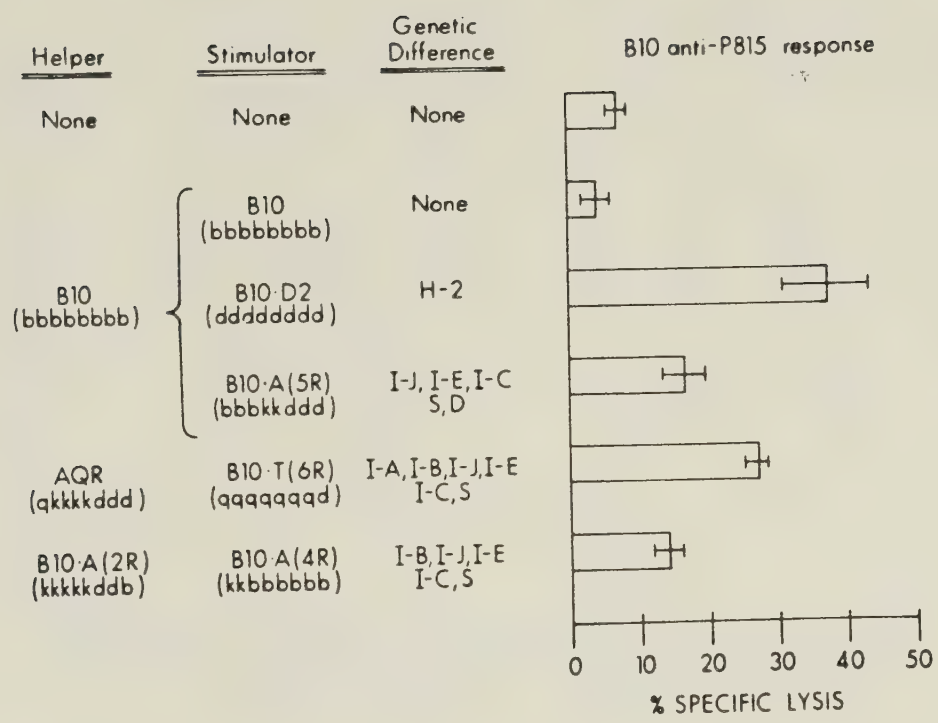 Helper Stimulator Genetic Difference
B10 anti-P815 response
None None None
B10 (bbbbbbbb) None
B10 (bbbbbbbb)
B10·D2 (dddddddd) H-2
B10·A(5R) (bbbkkddd) I-J, I-E, I-C S, D
AQR (qkkkkddd) B10·T(6R) (qqqqqqqd) I-A, I-B, I-J, I-E I-C, S
B10·A(2R) (kkkkkddb) B10·A(4R) (kkbbbbbb) I-B, I-J, I-E I-C, S
0 10 20 30 40 50
% SPECIFIC LYSIS